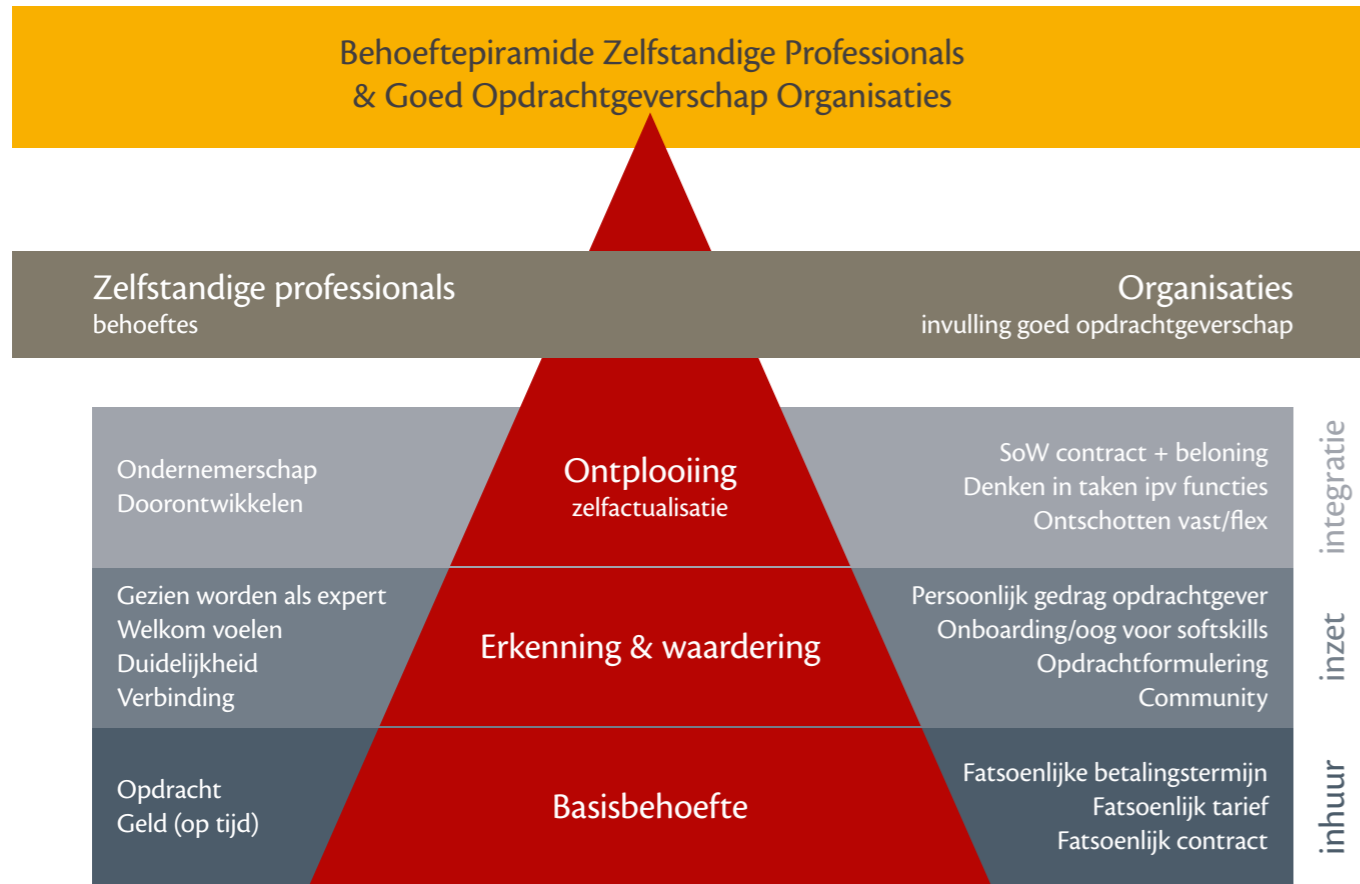 Behoeftepiramide Zelfstandige Professionals
& Goed Opdrachtgeverschap Organisaties
Zelfstandige professionals
behoeftes
Organisaties
invulling goed opdrachtgeverschap
Ondernemerschap
Doorontwikkelen
Ontplooiing
zelfactualisatie
SoW contract + beloning
Denken in taken ipv functies
Ontschotten vast/flex
integratie
Gezien worden als expert
Welkom voelen
Duidelijkheid
Verbinding
Erkenning & waardering
Persoonlijk gedrag opdrachtgever
Onboarding/oog voor softskills
Opdrachtformulering
Community
inzet
Opdracht
Geld (op tijd)
Basisbehoefte
Fatsoenlijke betalingstermijn
Fatsoenlijk tarief
Fatsoenlijk contract
inhuur